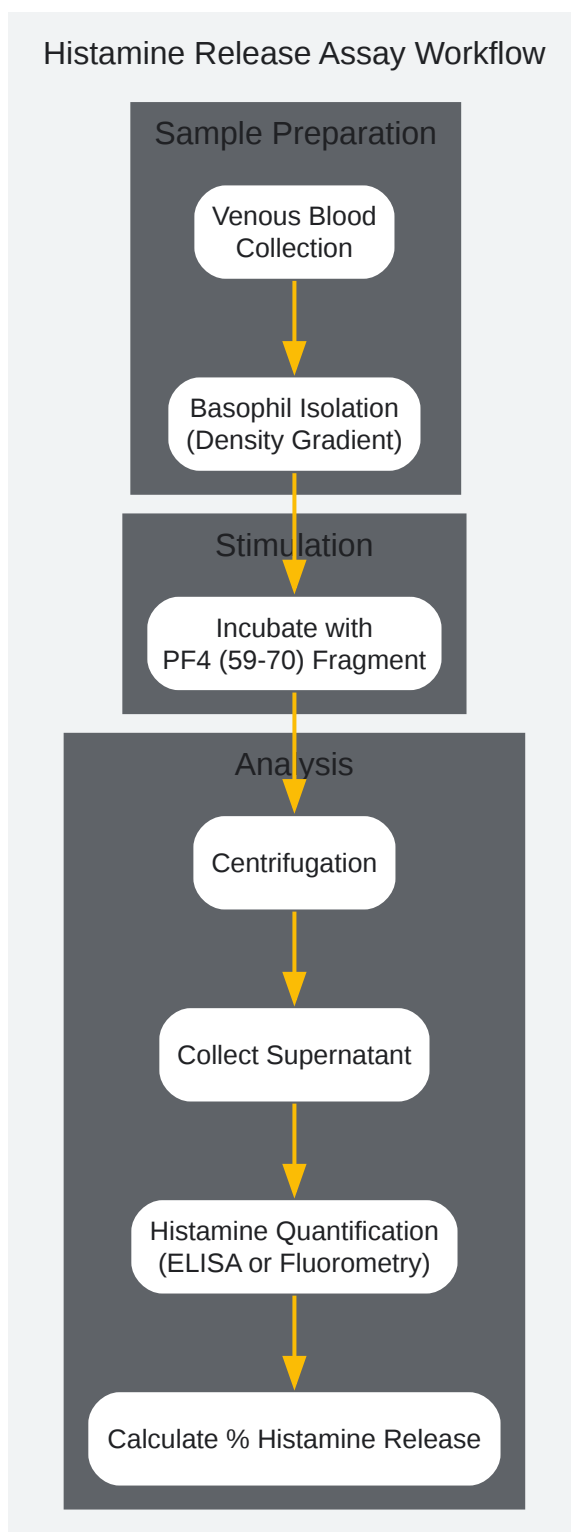 Histamine Release Assay Workflow
Sample Preparation
Venous Blood
Collection
Basophil Isolation
(Density Gradient)
Stimulation
Incubate with
PF4 (59-70) Fragment
Analysis
Centrifugation
Collect Supernatant
Histamine Quantification
(ELISA or Fluorometry)
Calculate % Histamine Release